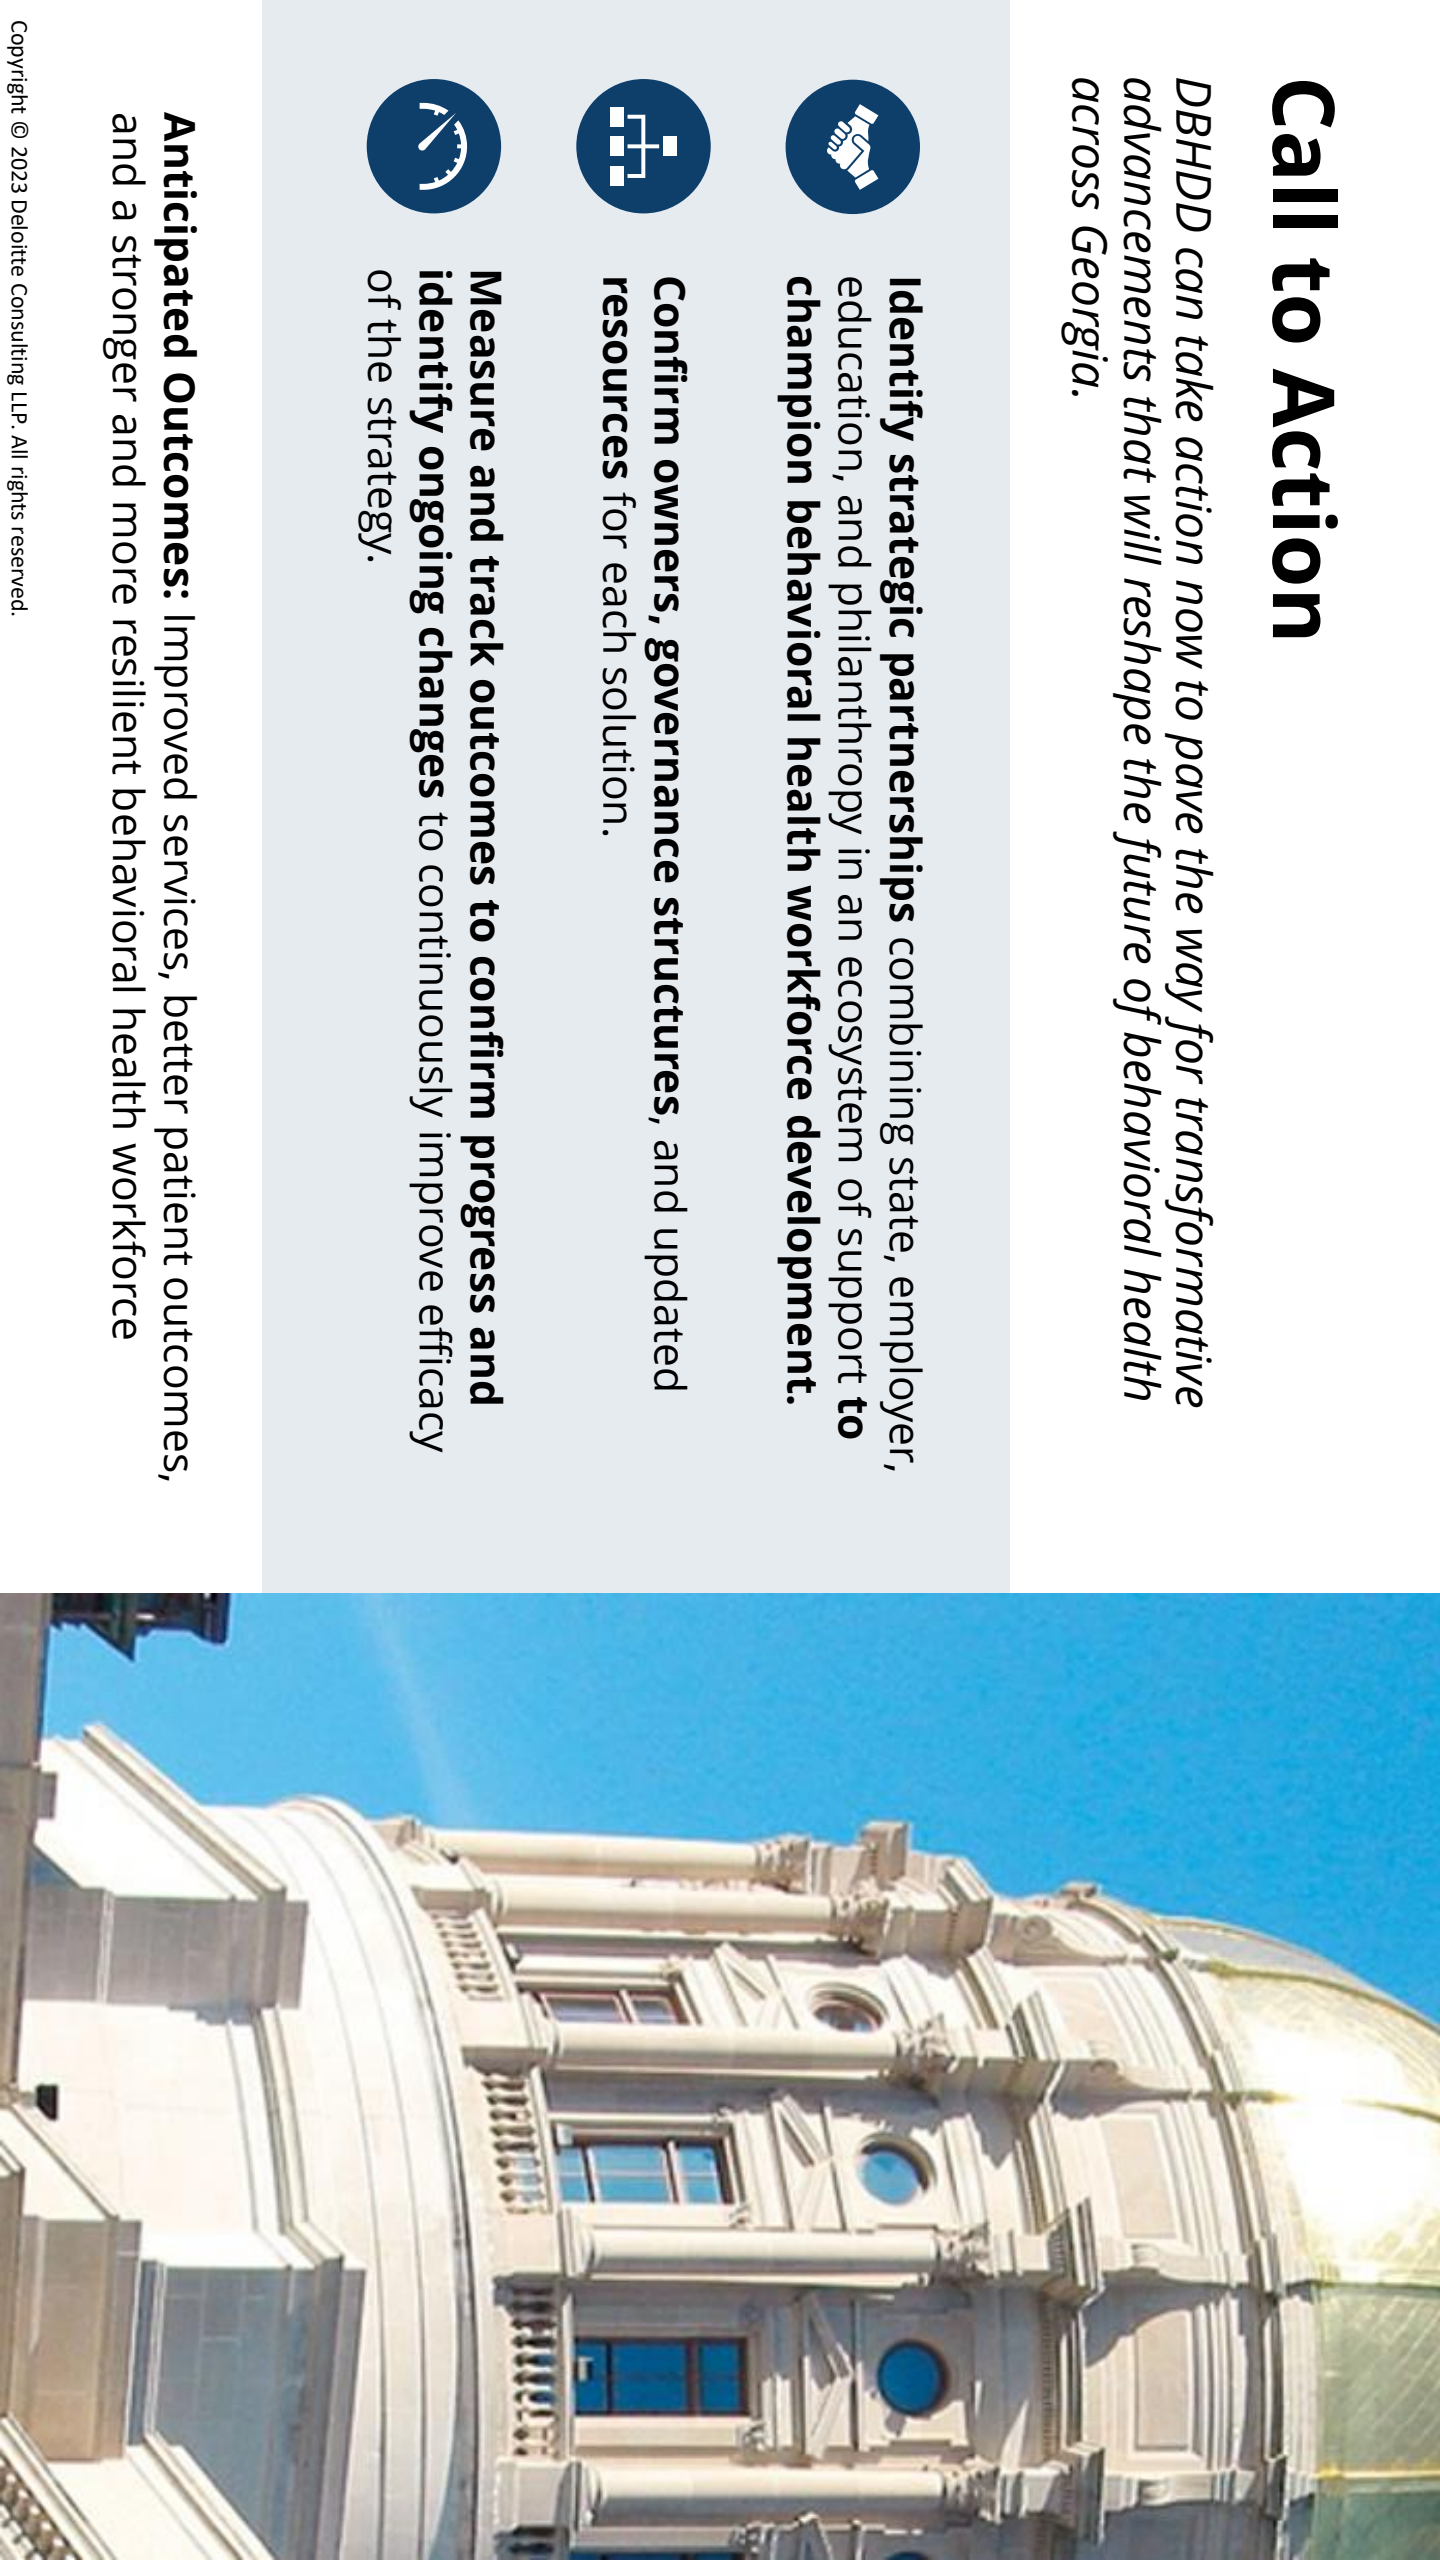 Call to Action
DBHDD can take action now to pave the way for transformative
advancements that will reshape the future of behavioral health
across Georgia.
Identify strategic partnerships combining state, employer,
education, and philanthropy in an ecosystem of support to
champion behavioral health workforce development.
Confirm owners, governance structures, and updated
resources for each solution.
Measure and track outcomes to confirm progress and
identify ongoing changes to continuously improve efficacy
of the strategy.
Anticipated Outcomes: Improved services, better patient outcomes,
and a stronger and more resilient behavioral health workforce
Copyright © 2023 Deloitte Consulting LLP. All rights reserved.